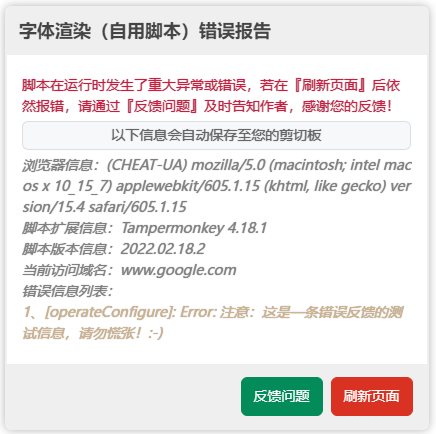 字体渲染（自用脚本）错误报告
脚本在运行时发生了重大异常或错误，若在『刷新页面』后依
然报错，请通过『反馈问题』及时告知作者，感谢您的反馈！
以下信息会自动保存至您的剪切板
浏览器信息：(CHEAT-UA) mozilla/5.0 (macintosh; intel mac
os x 10_15_7) applewebkit/605.1.15 (khtml, like gecko) ver
sion/15.4 safari/605.1.15
脚本扩展信息：Tampermonkey 4.18.1
脚本版本信息：2022.02.18.2
当前访问域名：www.google.com
错误信息列表：
1、[operateConfigure]: Error: 注意：这是一条错误反馈的测
试信息，请勿慌张！:-)
反馈问题 刷新页面